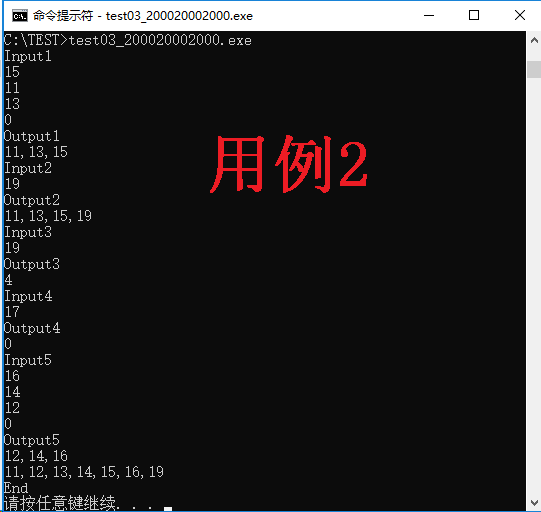 命令提示符 - test03_200020002000.exe
C:\TEST>test03_200020002000.exe
Input1
15
11
13
0
Output1
11,13,15
Input2
19
Output2
11,13,15,19
Input3
19
Output3
4
Input4
17
Output4
0
Input5
16
14
12
0
Output5
12,14,16
11,12,13,14,15,16,19
End
请按任意键继续. . .
用例2